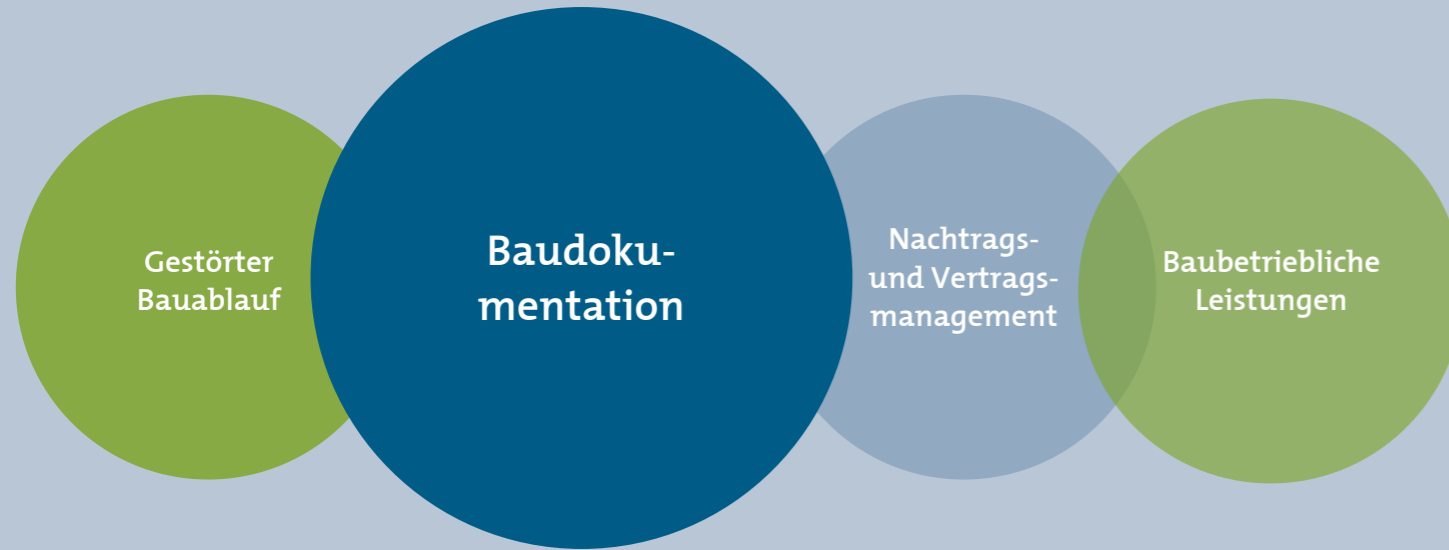 Gestörter
Bauablauf
Baudoku-
mentation
Nachtrags-
und Vertrags-
management
Baubetriebliche
Leistungen